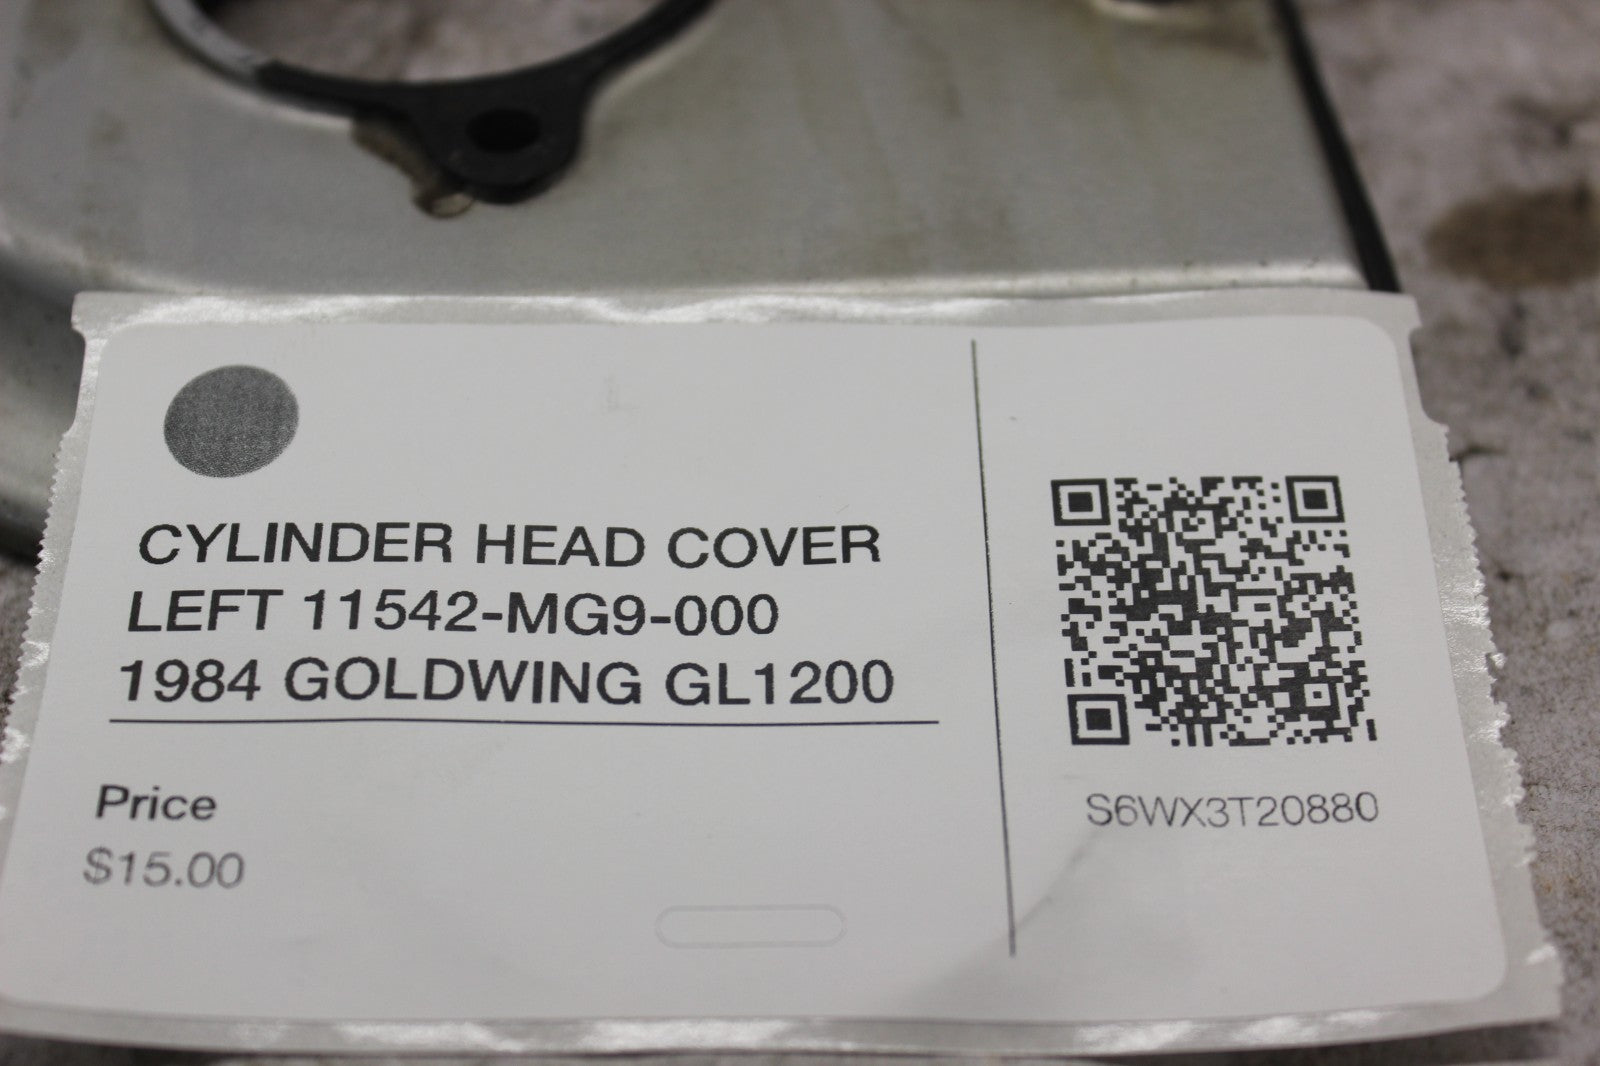 CYLINDER HEAD COVER
LEFT 11542-MG9-000
1984 GOLDWING GL1200
Price
$15.00
S6WX3T20880